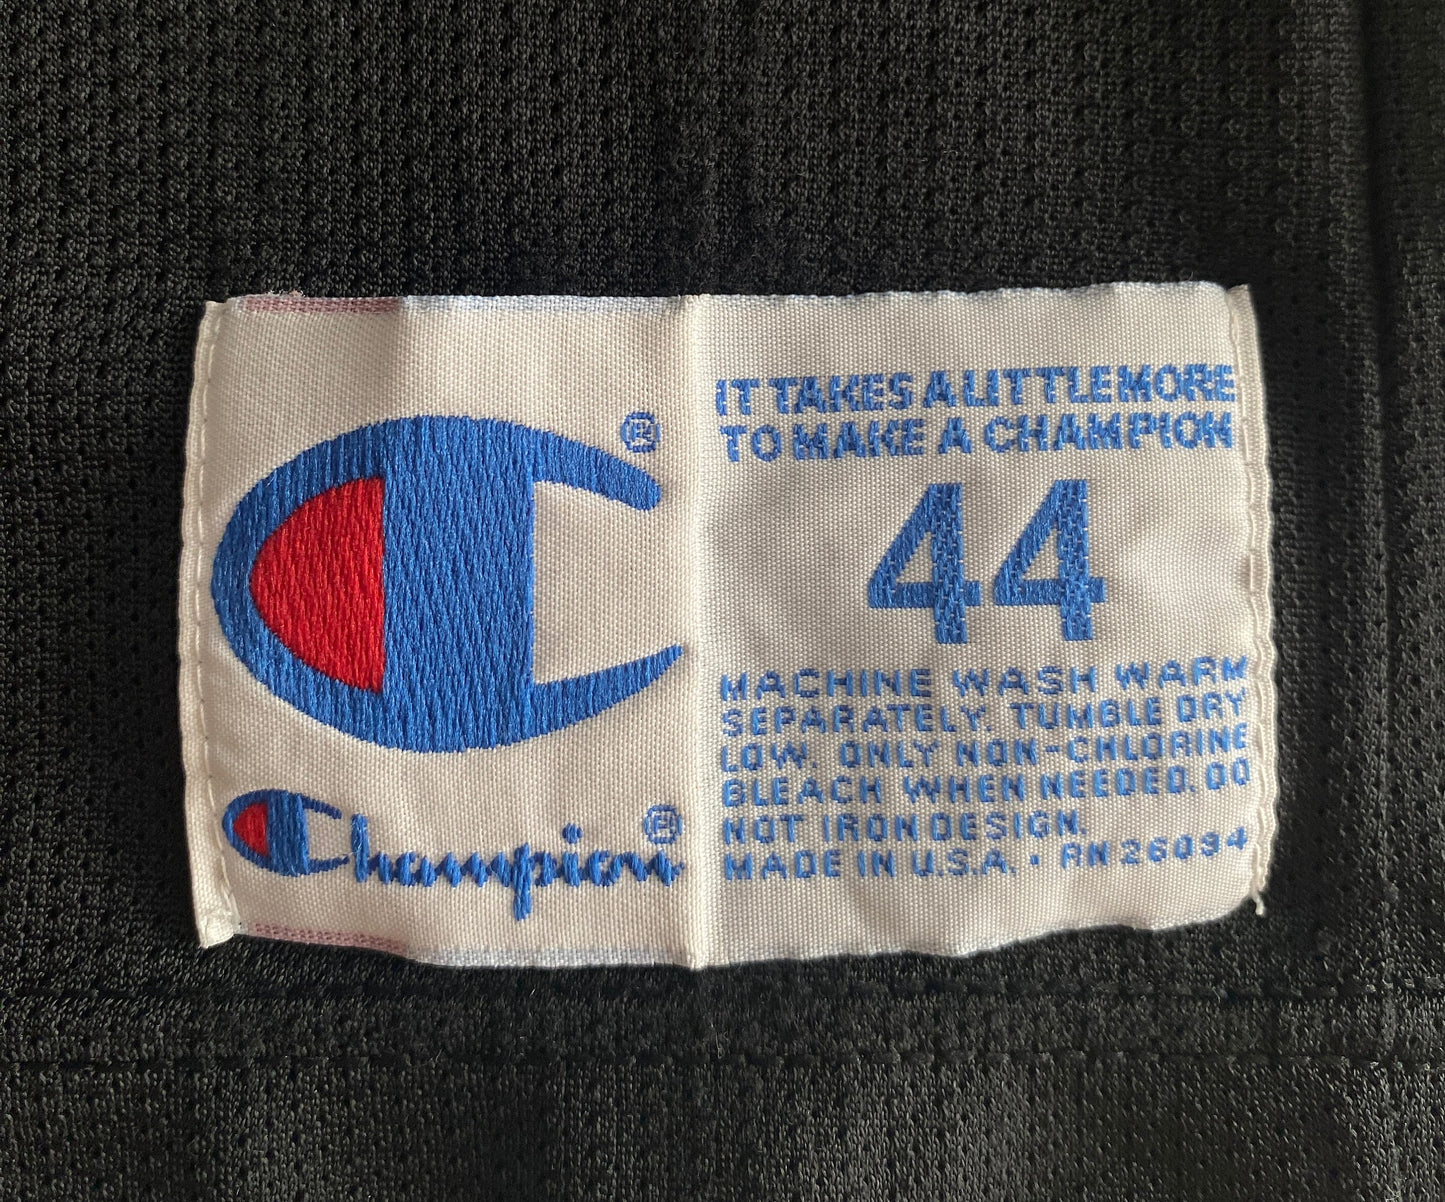 ®
Champion®
IT TAKES A LITTLE MORE
TO MAKE A CHAMPION
44
MACHINE WASH WARM
SEPARATELY. TUMBLE DRY
LOW. ONLY NON-CHLORINE
BLEACH WHEN NEEDED. DO
NOT IRON DESIGN.
MADE IN U.S.A. • RN 26094